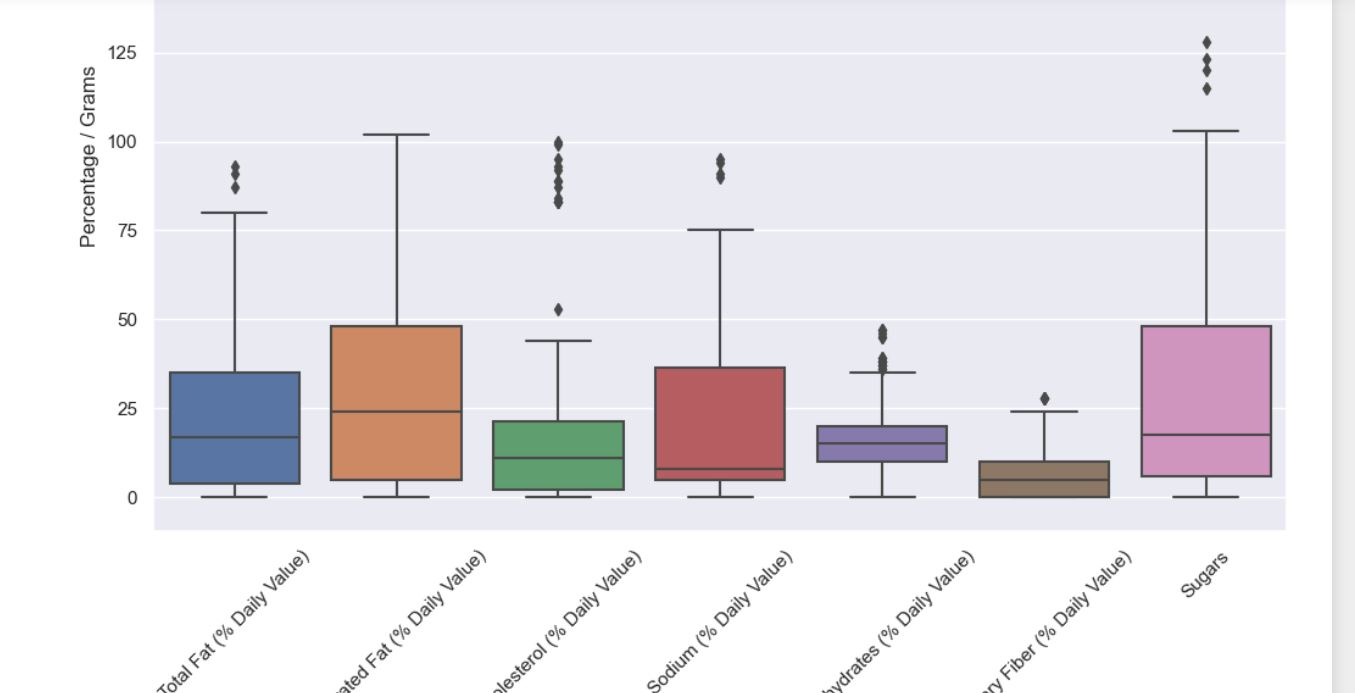 Percentage / Grams
125
100
75
50
25
0
Total Fat (% Daily Value)
ated Fat (% Daily Value)
olesterol (% Daily Value)
Sodium (% Daily Value)
hydrates (% Daily Value)
ry Fiber (% Daily Value)
Sugars